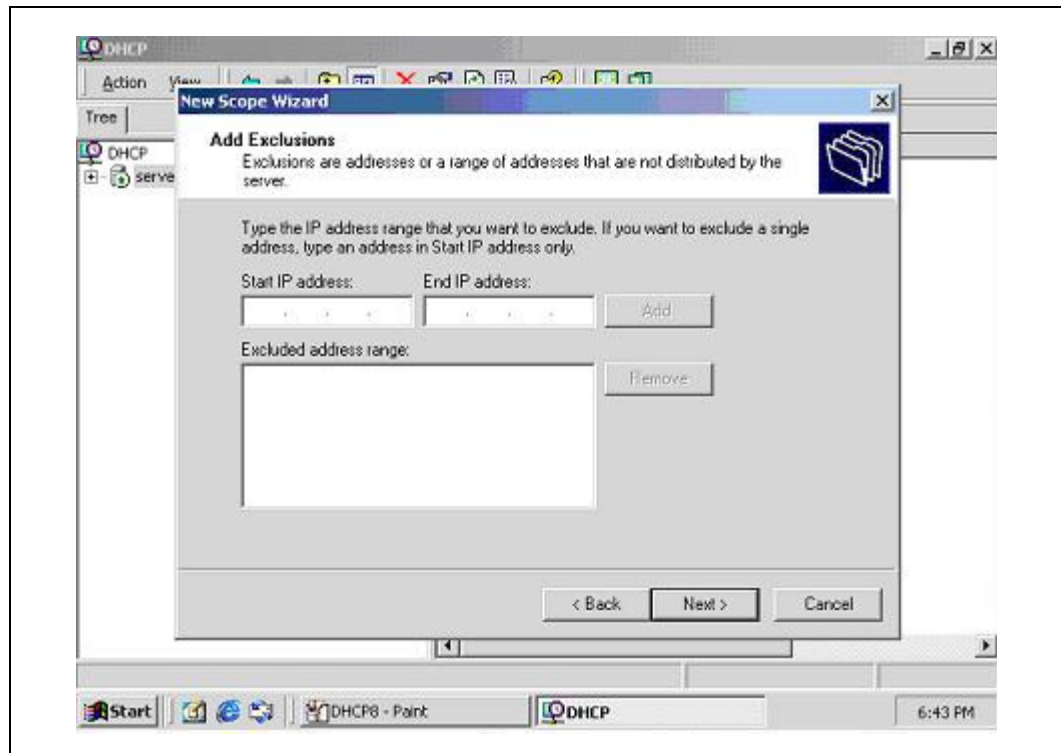 DHCP
Action View
Tree
DHCP
serve
New Scope Wizard
Add Exclusions
Exclusions are addresses or a range of addresses that are not distributed by the
server.
Type the IP address range that you want to exclude. If you want to exclude a single
address, type an address in Start IP address only.
Start IP address: End IP address:
Add
Excluded address range:
Remove
< Back Next > Cancel
Start DHCP8 - Paint DHCP 6:43 PM